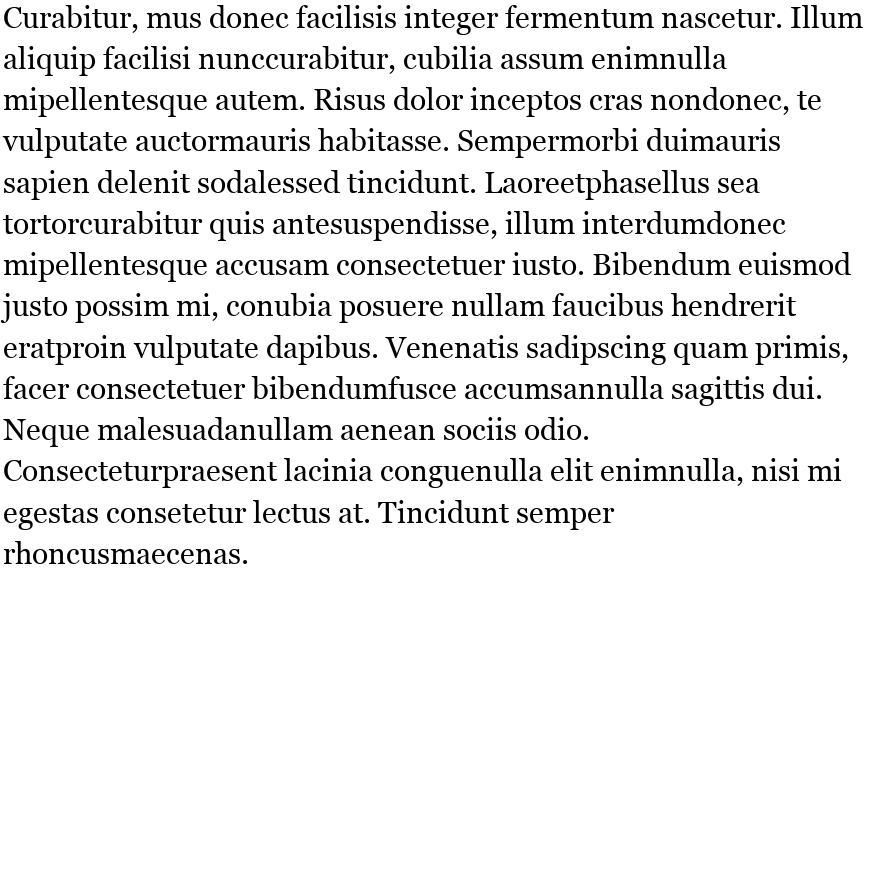 Curabitur, mus donec facilisis integer fermentum nascetur. Illum
aliquip facilisi nunccurabitur, cubilia assum enimnulla
mipellentesque autem. Risus dolor inceptos cras nondonec, te
vulputate auctormauris habitasse. Sempermorbi duimauris
sapien delenit sodalessed tincidunt. Laoreetphasellus sea
tortorcurabitur quis antesuspendisse, illum interdumdonec
mipellentesque accusam consectetuer iusto. Bibendum euismod
justo possim mi, conubia posuere nullam faucibus hendrerit
eratproin vulputate dapibus. Venenatis sadipscing quam primis,
facer consectetuer bibendumfusce accumsannulla sagittis dui.
Neque malesuadanullam aenean sociis odio.
Consecteturpraesent lacinia conguenulla elit enimnulla, nisi mi
egestas consetetur lectus at. Tincidunt semper
rhoncusmaecenas.